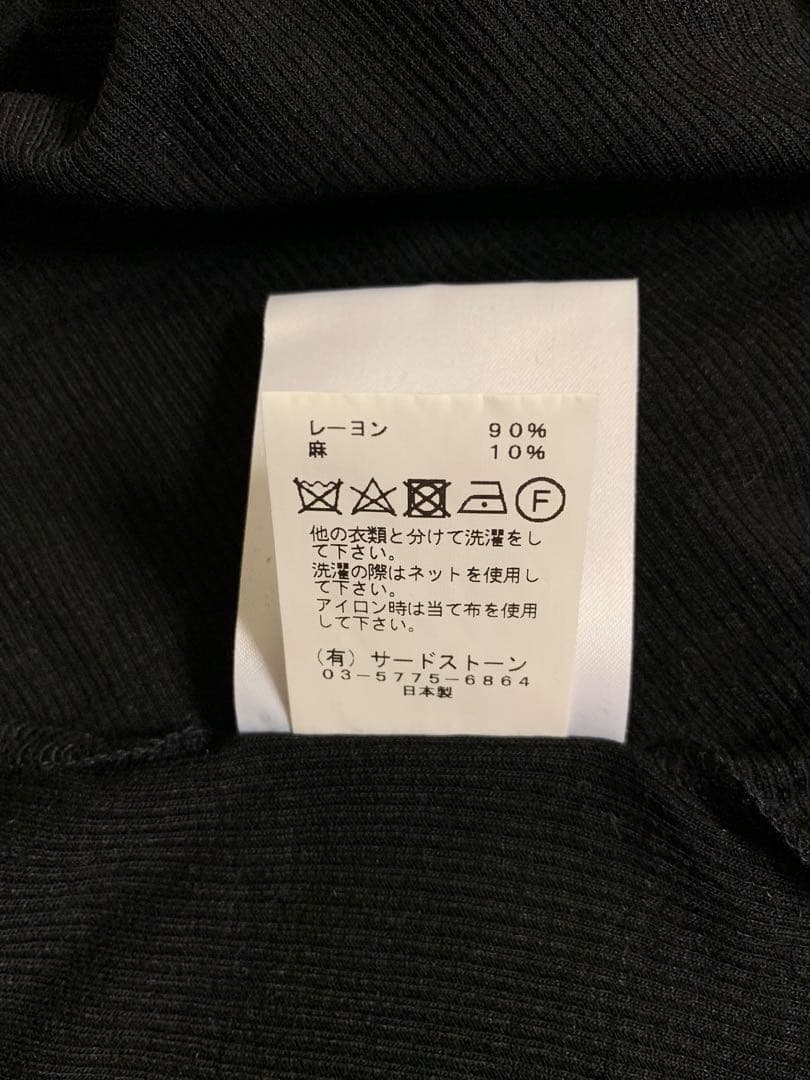 レーヨン 90%
麻 10%
F
他の衣類と分けて洗濯をし
て下さい。
洗濯の際はネットを使用し
て下さい。
アイロン時は当て布を使用
して下さい。
（有）サードストーン
03-5775-6864
日本製